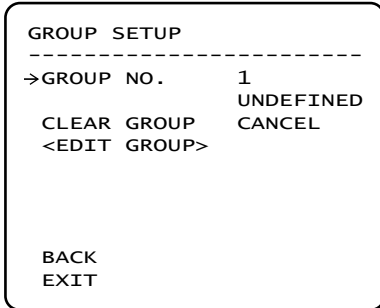 GROUP SETUP
--------------------------
→GROUP NO. 1
UNDEFINED
CLEAR GROUP CANCEL
<EDIT GROUP>
BACK
EXIT